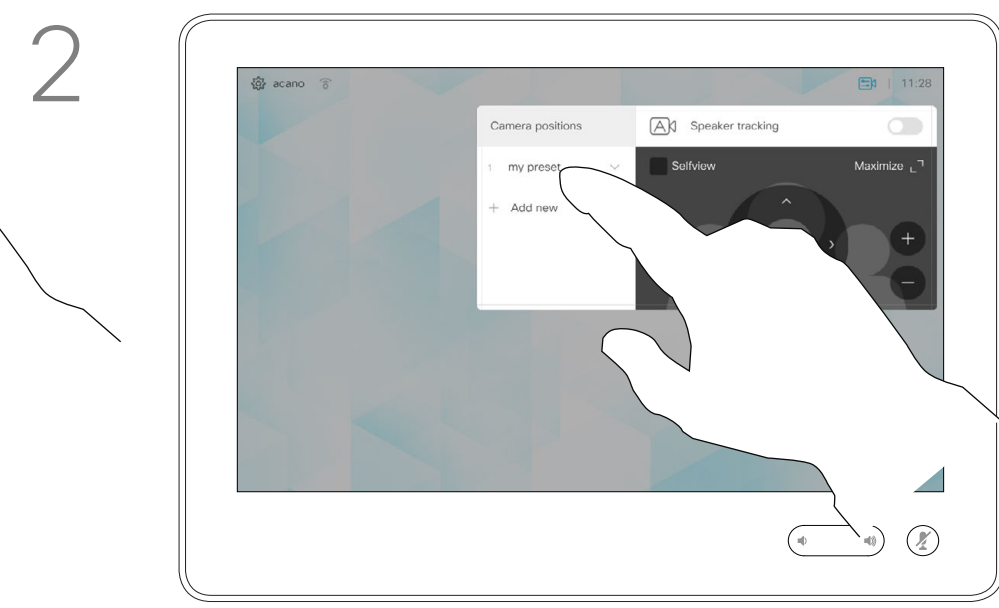 2
acano 11:28
Camera positions
Speaker tracking
1 my preset
Selfview Maximize
+ Add new